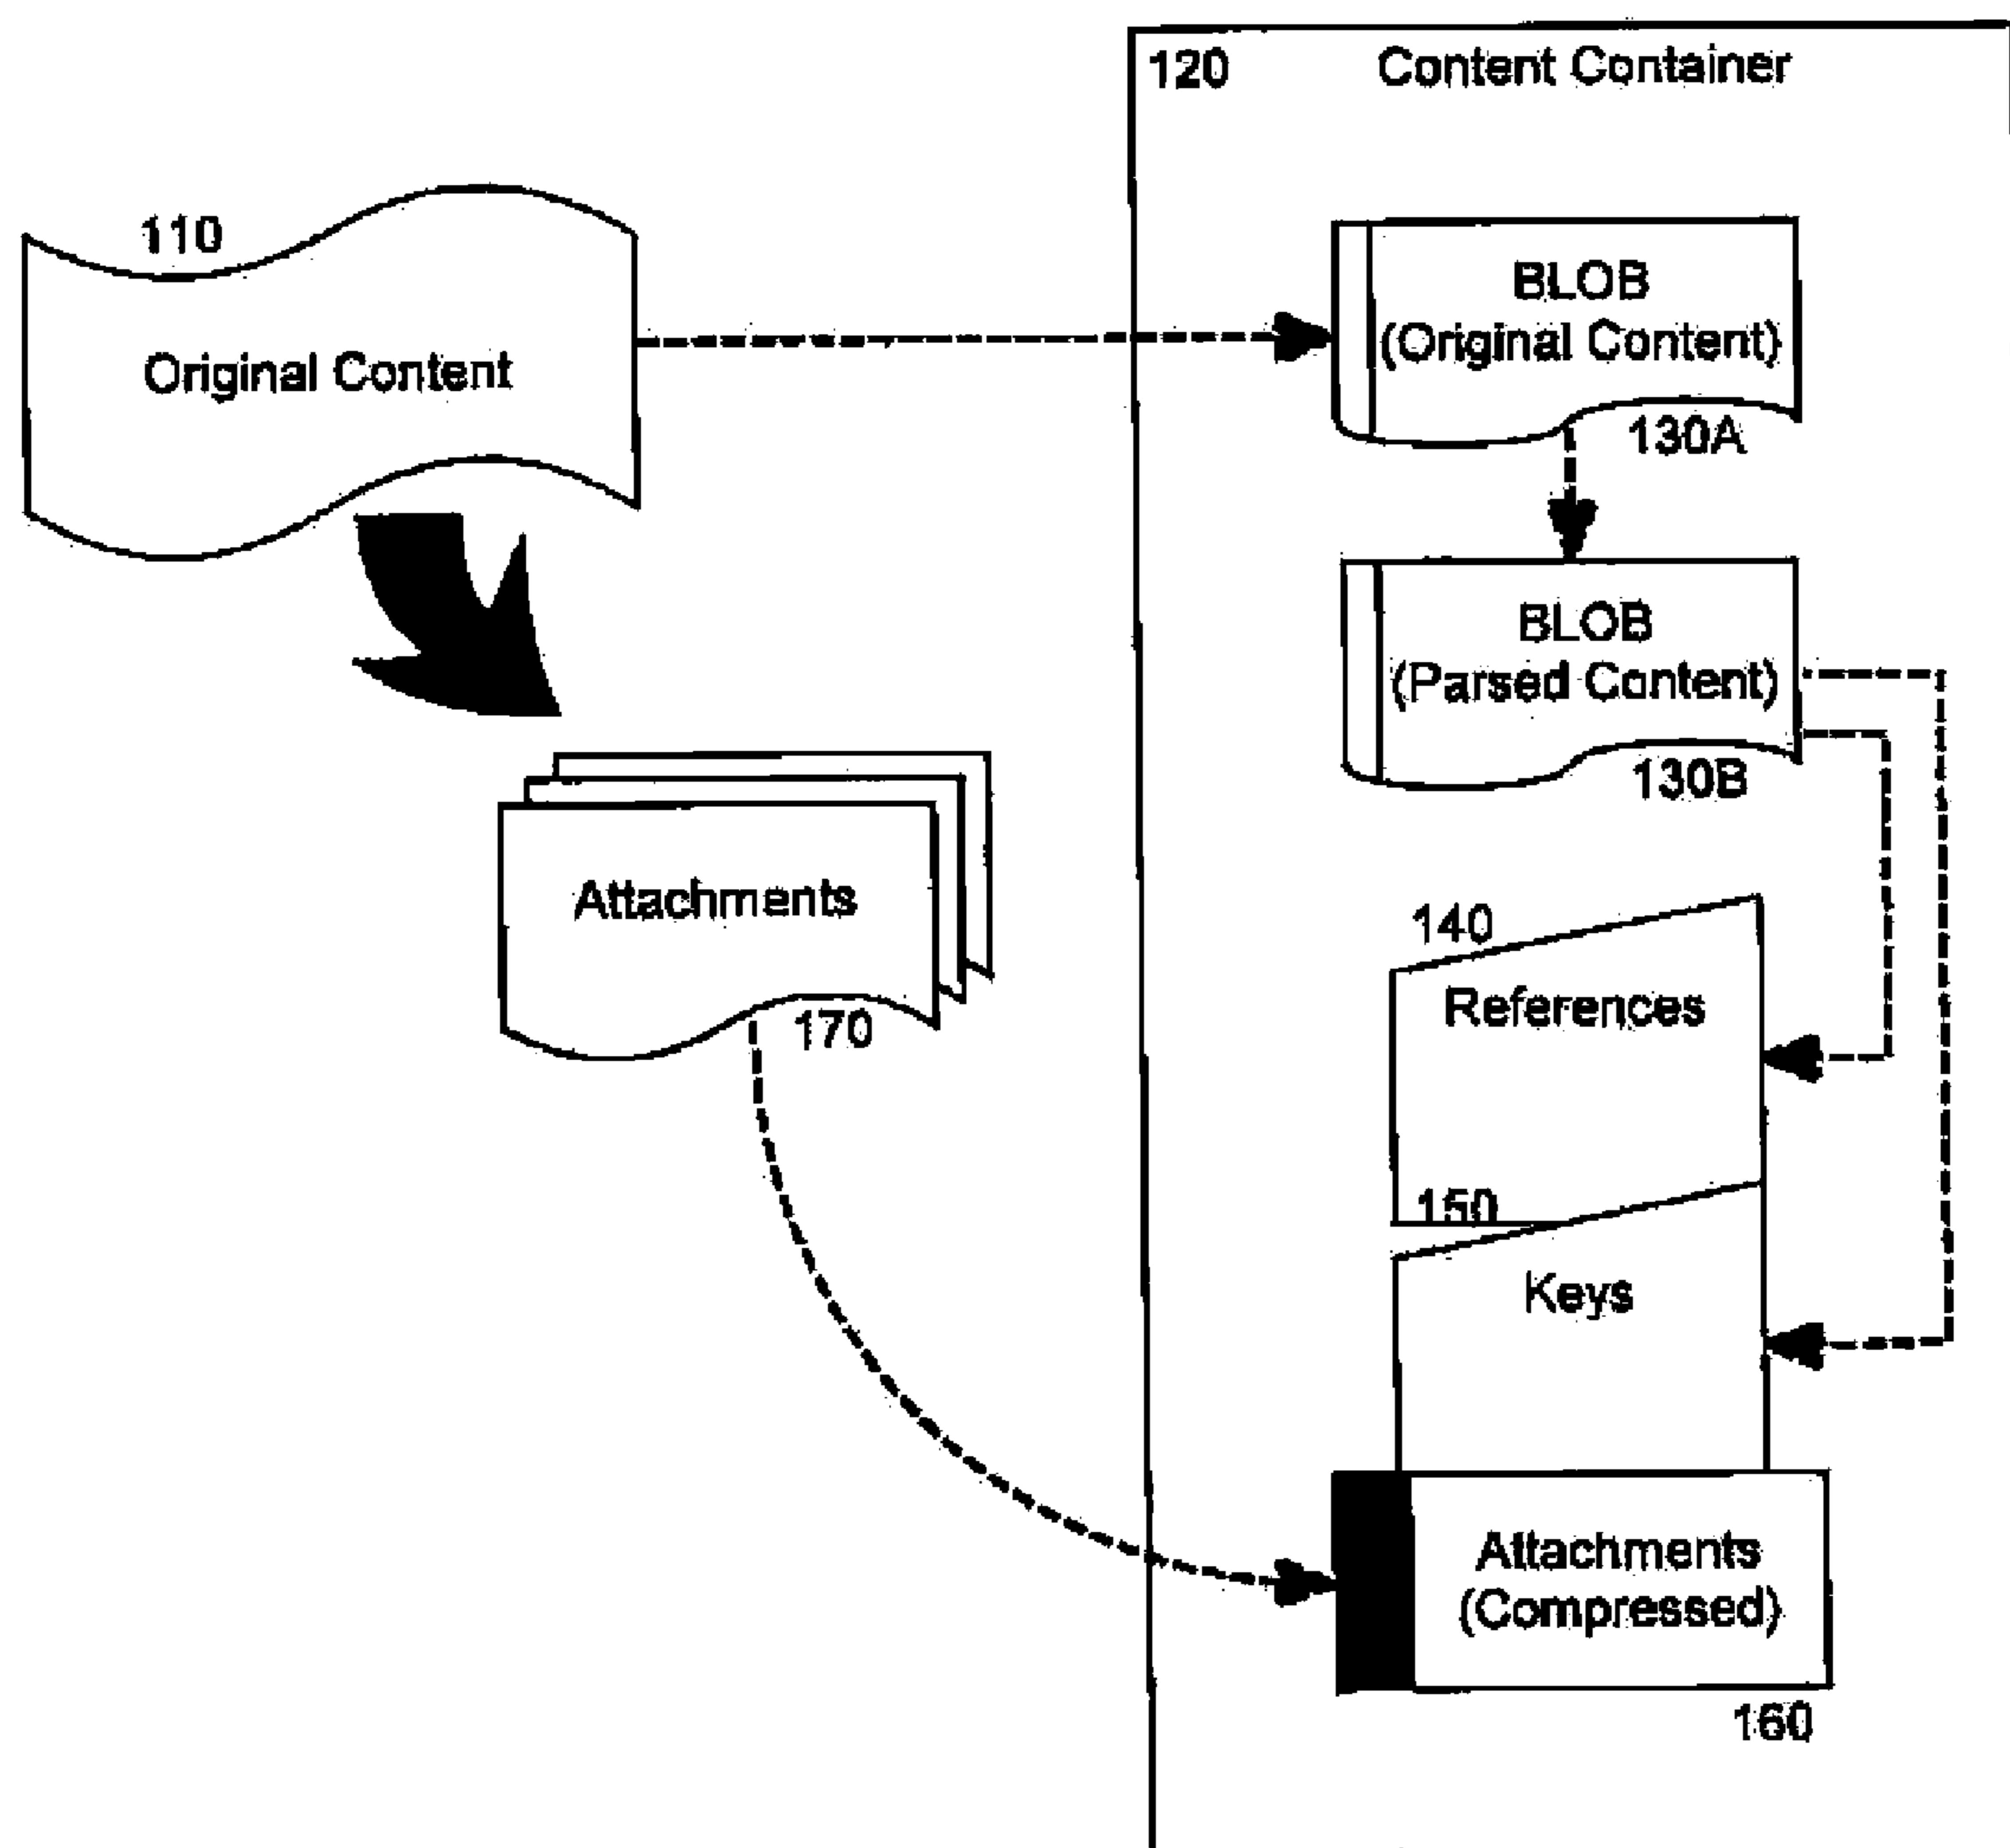 120 Content Container
110
Original Content
BLOB
(Original Content)
130A
BLOB
(Parsed Content)
130B
Attachments
170
140
References
150
Keys
Attachments
(Compressed)
160